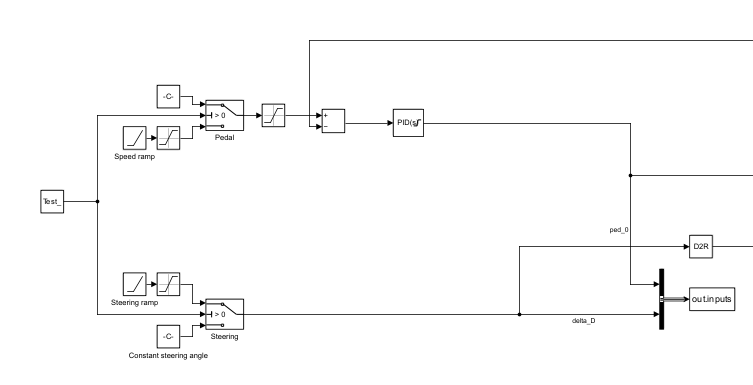 -C-
> 0
+
−
PID(s)
Pedal
Speed ramp
Test_
ped_0
D2R
Steering ramp
> 0
out.inputs
delta_D
-C-
Steering
Constant steering angle